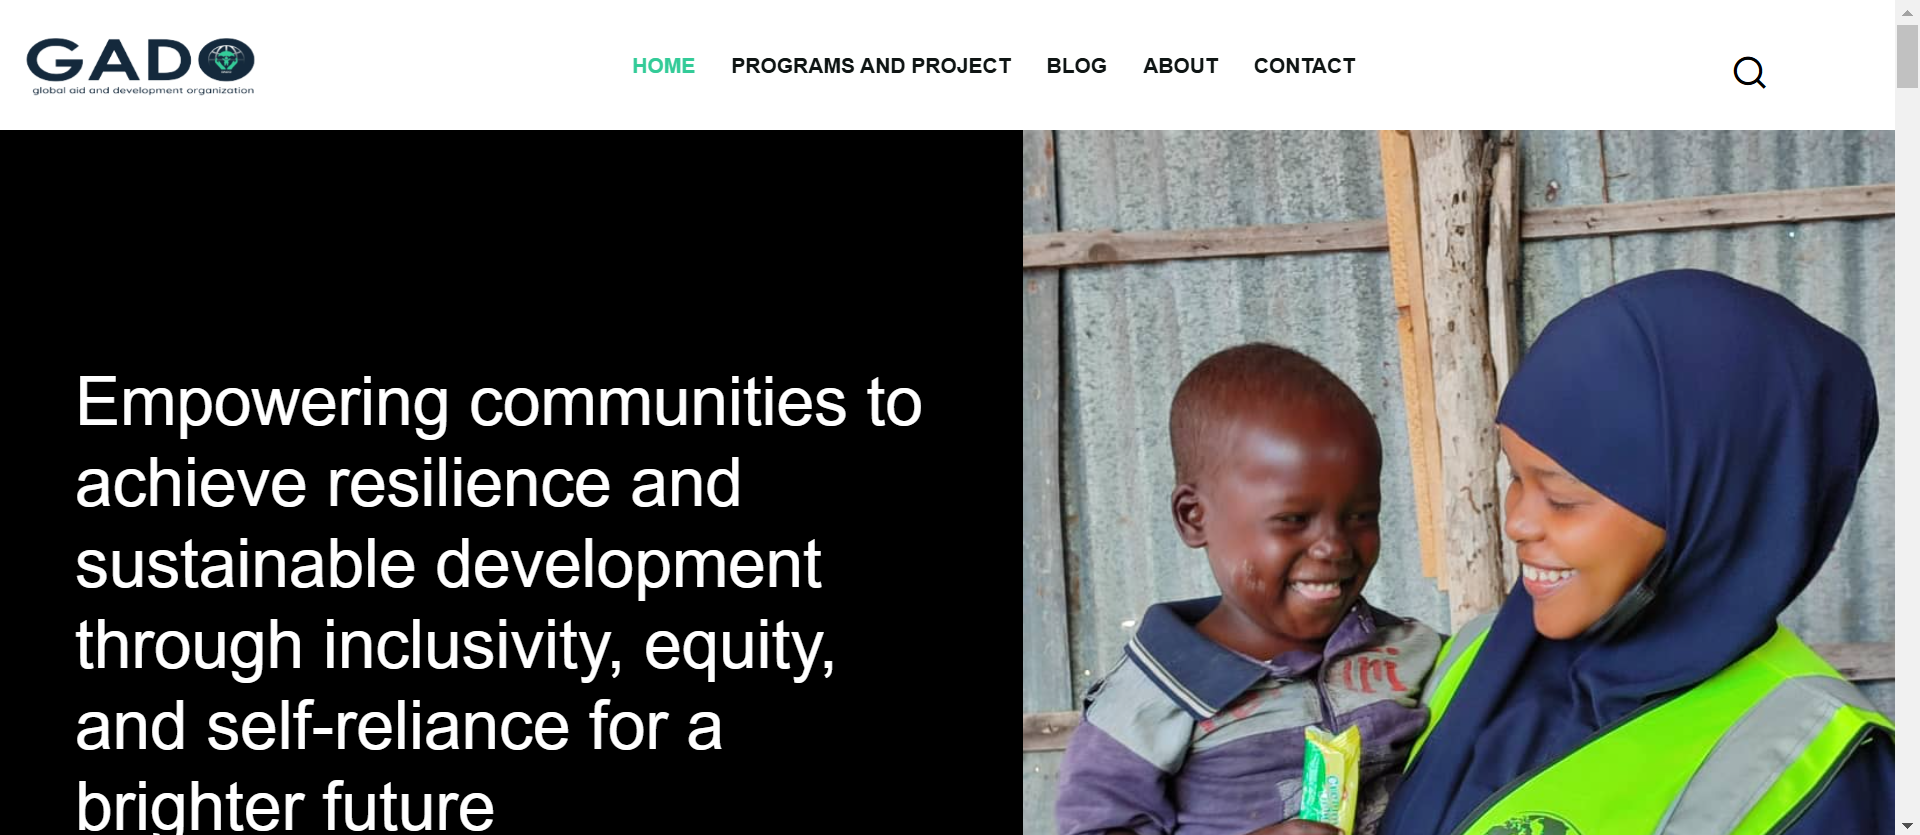 GADO
global aid and development organization
HOME
PROGRAMS AND PROJECT
BLOG
ABOUT
CONTACT
Empowering communities to
achieve resilience and
sustainable development
through inclusivity, equity,
and self-reliance for a
brighter future